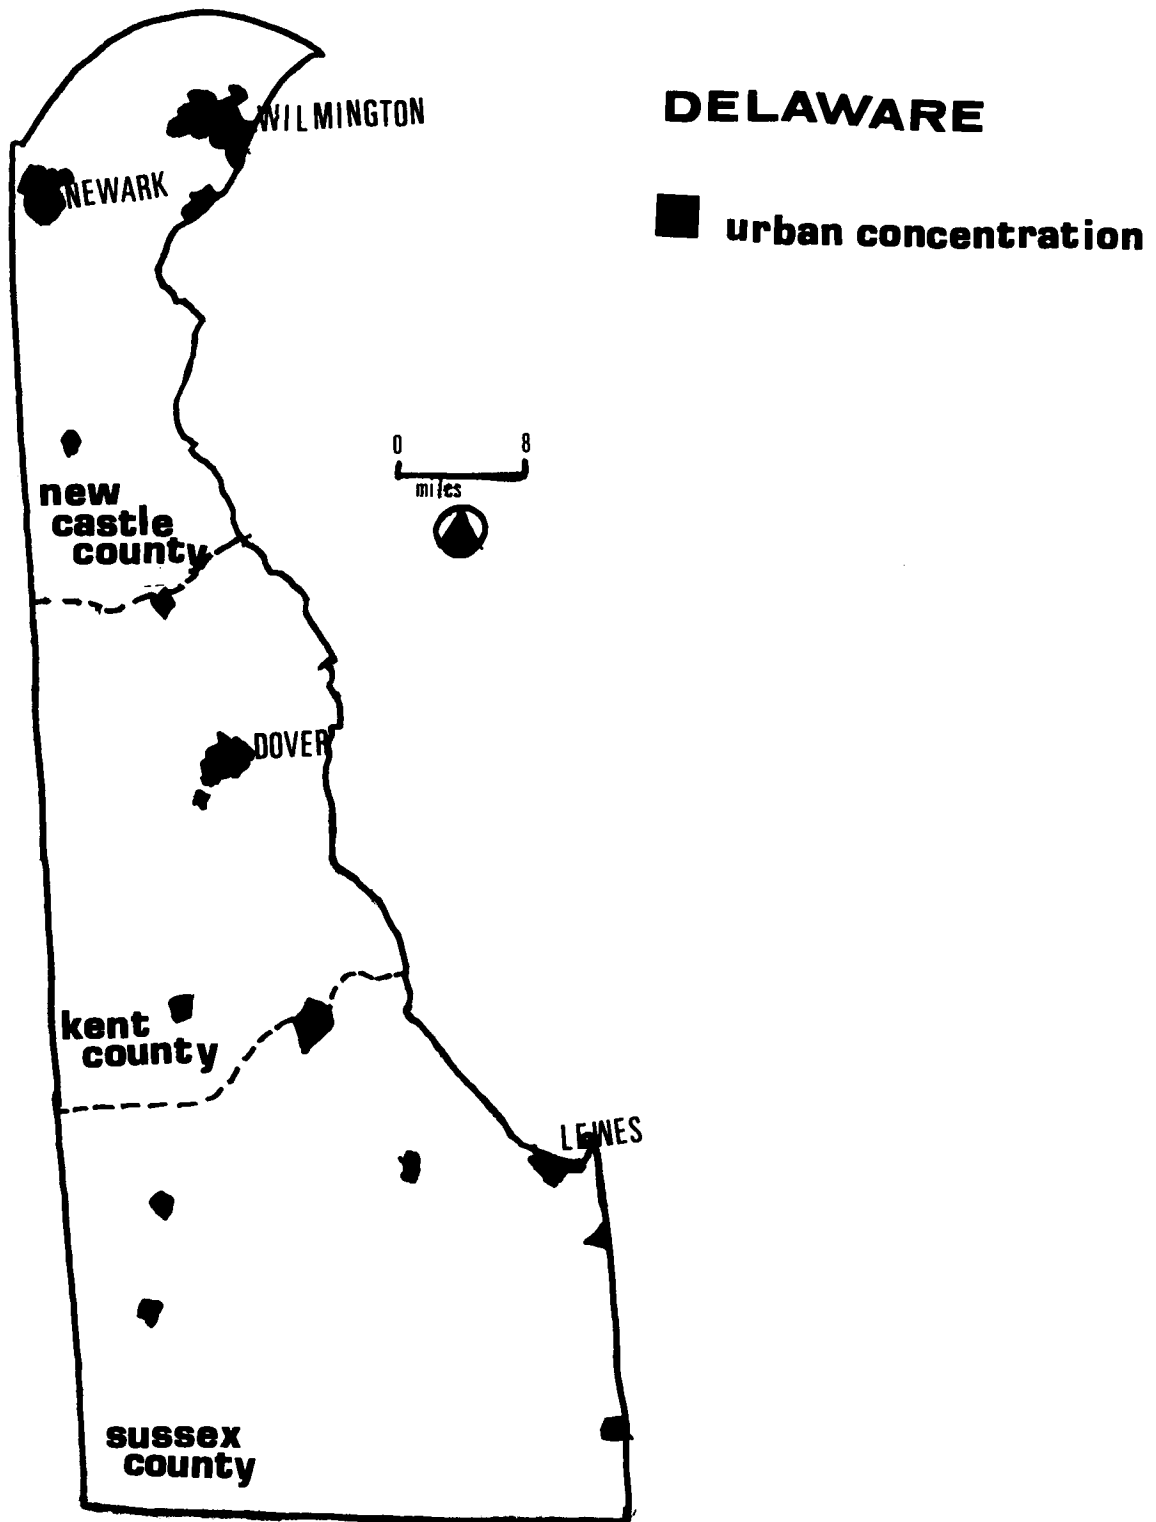 DELAWARE
urban concentration
WILMINGTON
NEWARK
0 8
miles
new
castle
county
DOVER
kent
county
LEWES
sussex
county